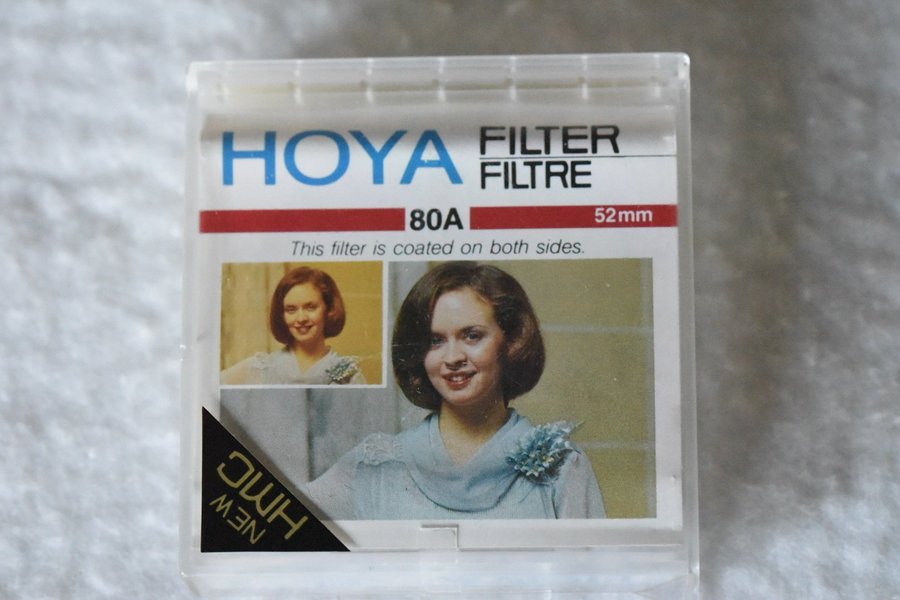 HOYA
FILTER
FILTRE
80A
52mm
This filter is coated on both sides.
NEW
HMC